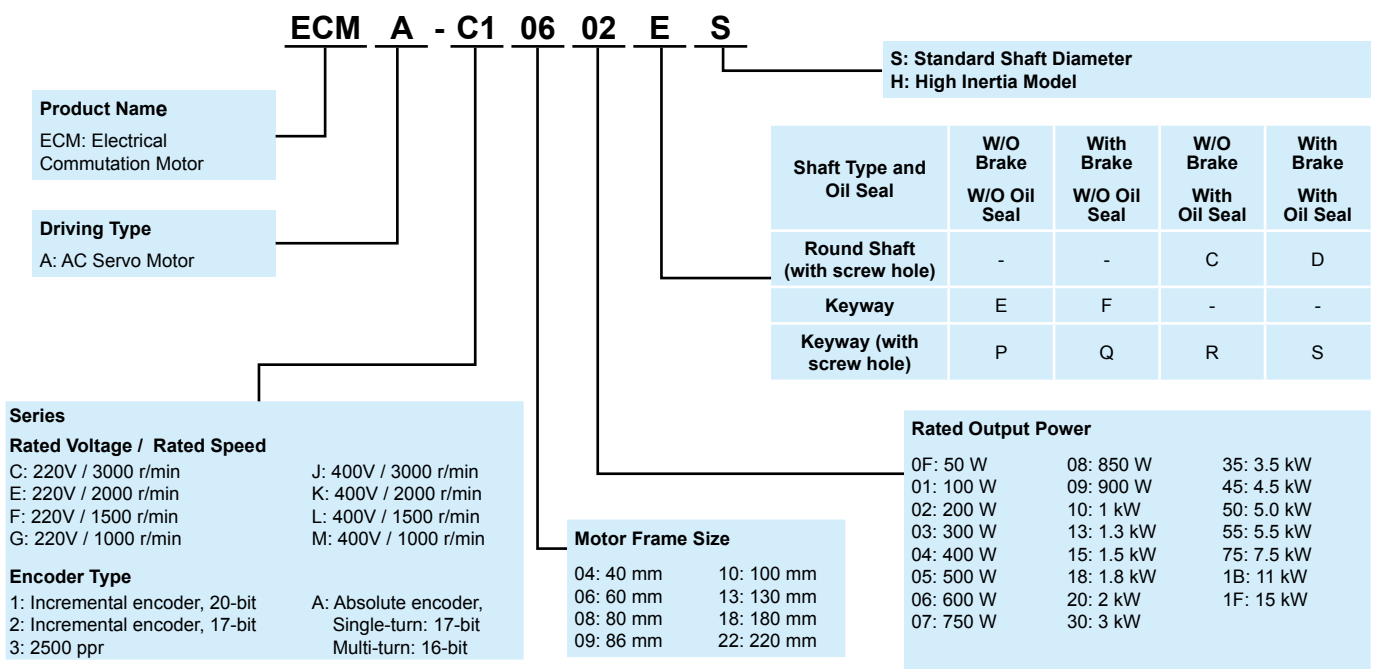 ECM A - C1 06 02 E S
S: Standard Shaft Diameter
H: High Inertia Model
Product Name
ECM: Electrical
Commutation Motor
Driving Type
A: AC Servo Motor
Shaft Type and
Oil Seal
W/O
Brake
W/O Oil
Seal
With
Brake
W/O Oil
Seal
W/O
Brake
With
Oil Seal
With
Brake
With
Oil Seal
Round Shaft
(with screw hole)
- - C D
Keyway E F - -
Keyway (with
screw hole)
P Q R S
Series
Rated Voltage / Rated Speed
C: 220V / 3000 r/min
E: 220V / 2000 r/min
F: 220V / 1500 r/min
G: 220V / 1000 r/min
J: 400V / 3000 r/min
K: 400V / 2000 r/min
L: 400V / 1500 r/min
M: 400V / 1000 r/min
Encoder Type
1: Incremental encoder, 20-bit
2: Incremental encoder, 17-bit
3: 2500 ppr
A: Absolute encoder,
Single-turn: 17-bit
Multi-turn: 16-bit
Motor Frame Size
04: 40 mm
06: 60 mm
08: 80 mm
09: 86 mm
10: 100 mm
13: 130 mm
18: 180 mm
22: 220 mm
Rated Output Power
0F: 50 W
01: 100 W
02: 200 W
03: 300 W
04: 400 W
05: 500 W
06: 600 W
07: 750 W
08: 850 W
09: 900 W
10: 1 kW
13: 1.3 kW
15: 1.5 kW
18: 1.8 kW
20: 2 kW
30: 3 kW
35: 3.5 kW
45: 4.5 kW
50: 5.0 kW
55: 5.5 kW
75: 7.5 kW
1B: 11 kW
1F: 15 kW